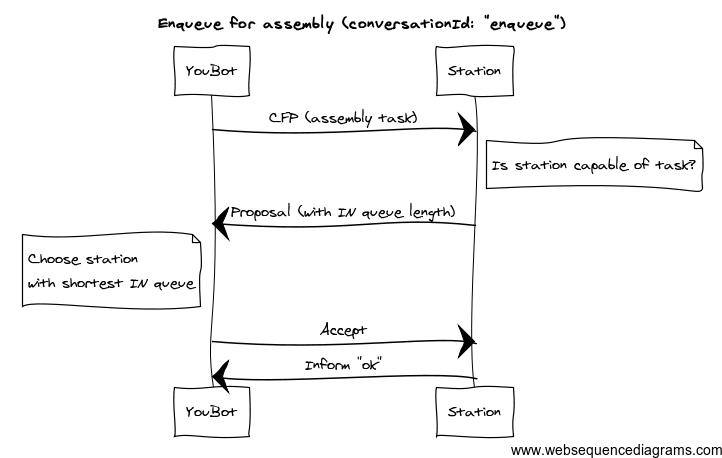 Enqueue for assembly (conversationId: "enqueue")
YouBot
Station
CFP (assembly task)
Is station capable of task?
Proposal (with IN queue length)
Choose station
with shortest IN queue
Accept
Inform "ok"
YouBot
Station
www.websequencediagrams.com